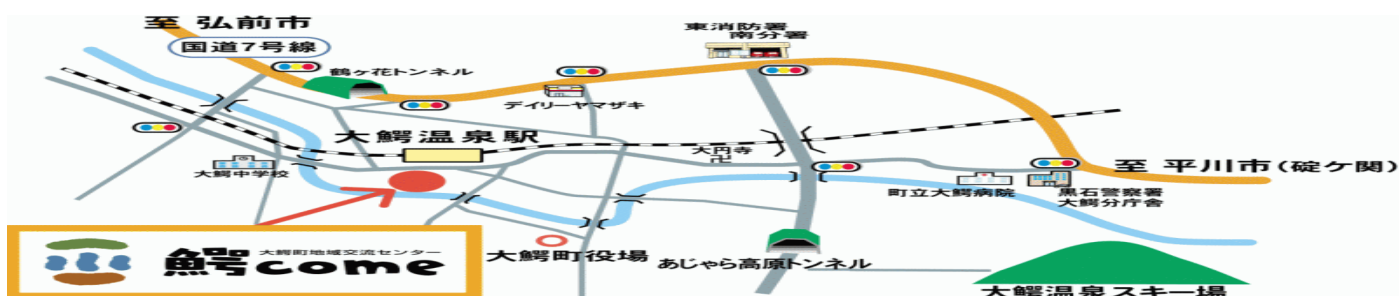 至 弘前市
国道7号線
鶴ヶ花トンネル
東消防署
南分署
デイリーヤマザキ
大鰐温泉駅
大円寺
大鰐中学校
至 平川市(碇ケ関)
町立大鰐病院
黒石警察署
大鰐分庁舎
大鰐町地域交流センター
鰐come
大鰐町役場
あじゃら高原トンネル
大鰐温泉スキー場